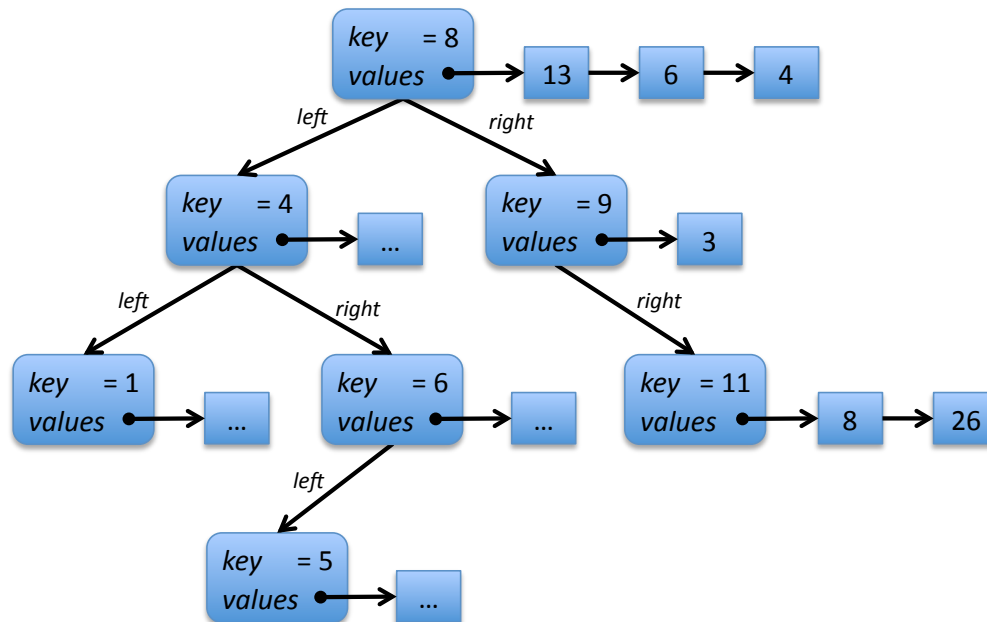 key = 8
values
13
6
4
left
right
key = 4
values
...
key = 9
values
3
left
right
right
key = 1
values
...
key = 6
values
...
key = 11
values
8
26
left
key = 5
values
...